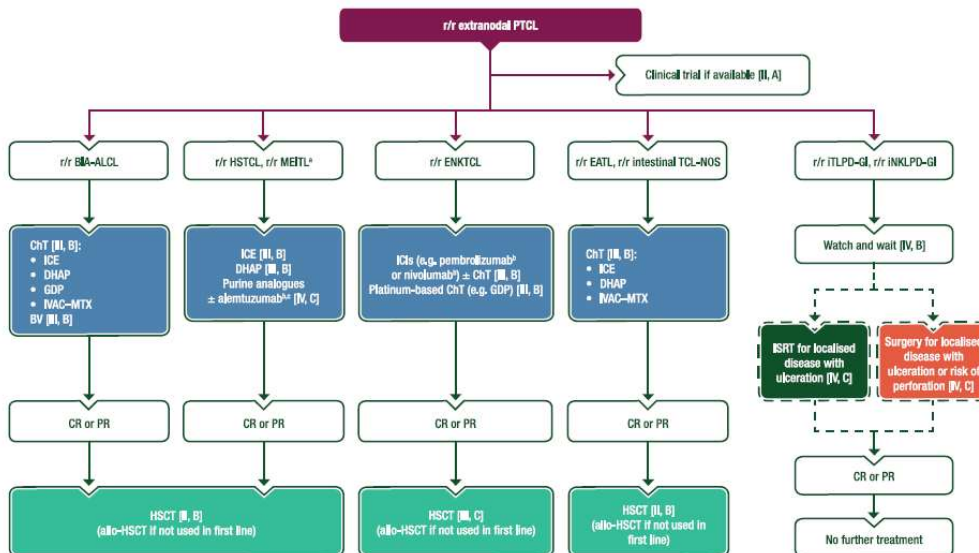 r/r extranodal PTCL
Clinical trial if available [II, A]
r/r BIA-ALCL
r/r HSTCL, r/r MEITLᵃ
r/r ENKTCL
r/r EATL, r/r intestinal TCL-NOS
r/r iTLPD-GI, r/r iNKLPD-GI
ChT [III, B]:
• ICE
• DHAP
• GDP
• IVAC–MTX
BV [III, B]
ICE [III, B]
DHAP [III, B]
Purine analogues
± alemtuzumabᵇ,ᶜ [IV, C]
ICIs (e.g. pembrolizumabᵇ
or nivolumabᵇ) ± ChT [III, B]
Platinum-based ChT (e.g. GDP) [III, B]
ChT [III, B]:
• ICE
• DHAP
• IVAC–MTX
Watch and wait [IV, B]
ISRT for localised
disease with
ulceration [IV, C]
Surgery for localised
disease with
ulceration or risk of
perforation [IV, C]
CR or PR
CR or PR
CR or PR
CR or PR
CR or PR
HSCT [II, B]
(allo-HSCT if not used in first line)
HSCT [III, C]
(allo-HSCT if not used in first line)
HSCT [II, B]
(allo-HSCT if not used in
first line)
No further treatment